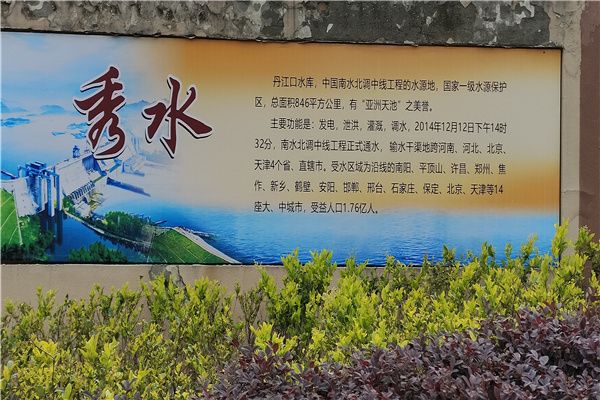 秀水
丹江口水库，中国南水北调中线工程的水源地，国家一级水源保护
区，总面积846平方公里，有“亚洲天池”之美誉。
主要功能是：发电，泄洪，灌溉，调水，2014年12月12日下午14时
32分，南水北调中线工程正式通水， 输水干渠地跨河南、河北、北京、
天津4个省、直辖市。受水区域为沿线的南阳、平顶山、许昌、郑州、焦
作、新乡、鹤壁、安阳、邯郸、邢台、石家庄、保定、北京、天津等14
座大、中城市，受益人口1.76亿人。